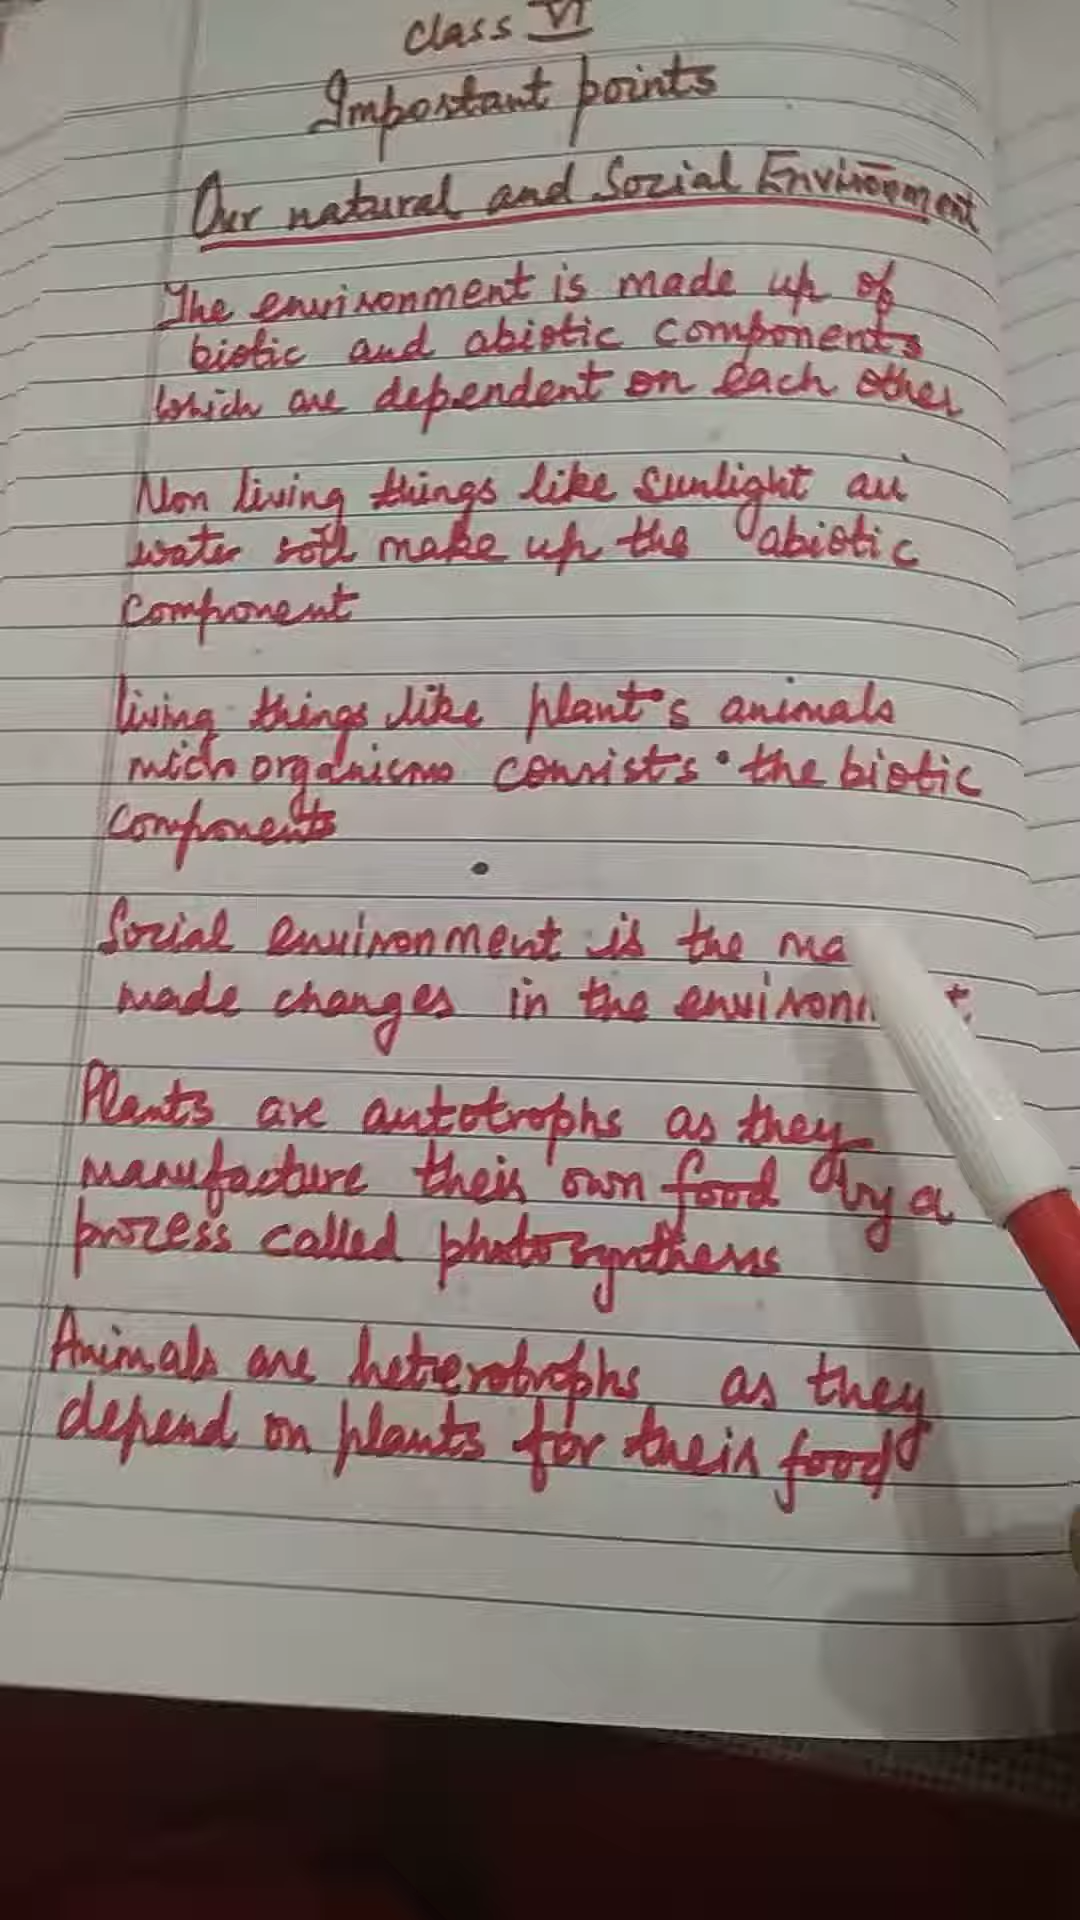 Class VI
Important points
Our natural and Social Environment
The environment is made up of
biotic and abiotic components
which are dependent on each other
Non living things like sunlight air
water soil make up the abiotic
component
living things like plant's animals
micro organisms consists the biotic
components
Social environment is the
made changes in the
Plants are autotrophs as they
manufacture their own food by a
process called photosynthesis
Animals are heterotrophs as they
depend on plants for their food